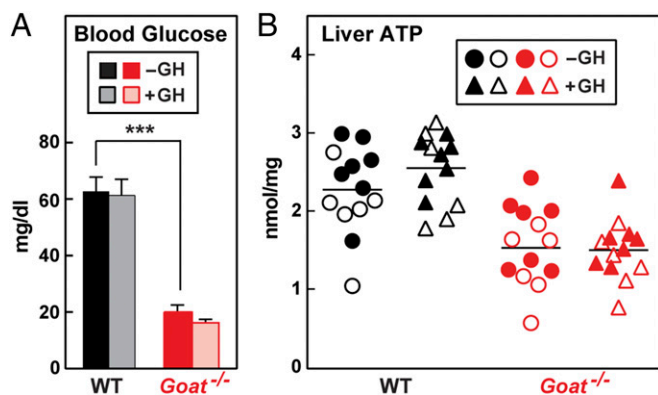 A
Blood Glucose
–GH
+GH
***
80
60
40
20
0
mg/dl
WT
Goat⁻/⁻
B
Liver ATP
–GH
+GH
4
3
2
1
0
nmol/mg
WT
Goat⁻/⁻